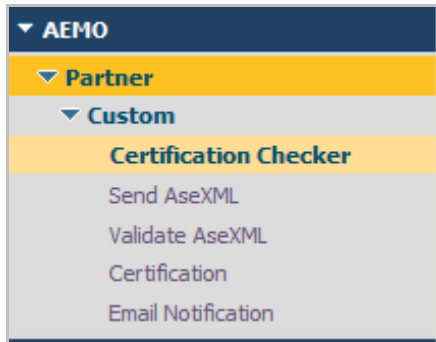 AEMO
Partner
Custom
Certification Checker
Send AseXML
Validate AseXML
Certification
Email Notification